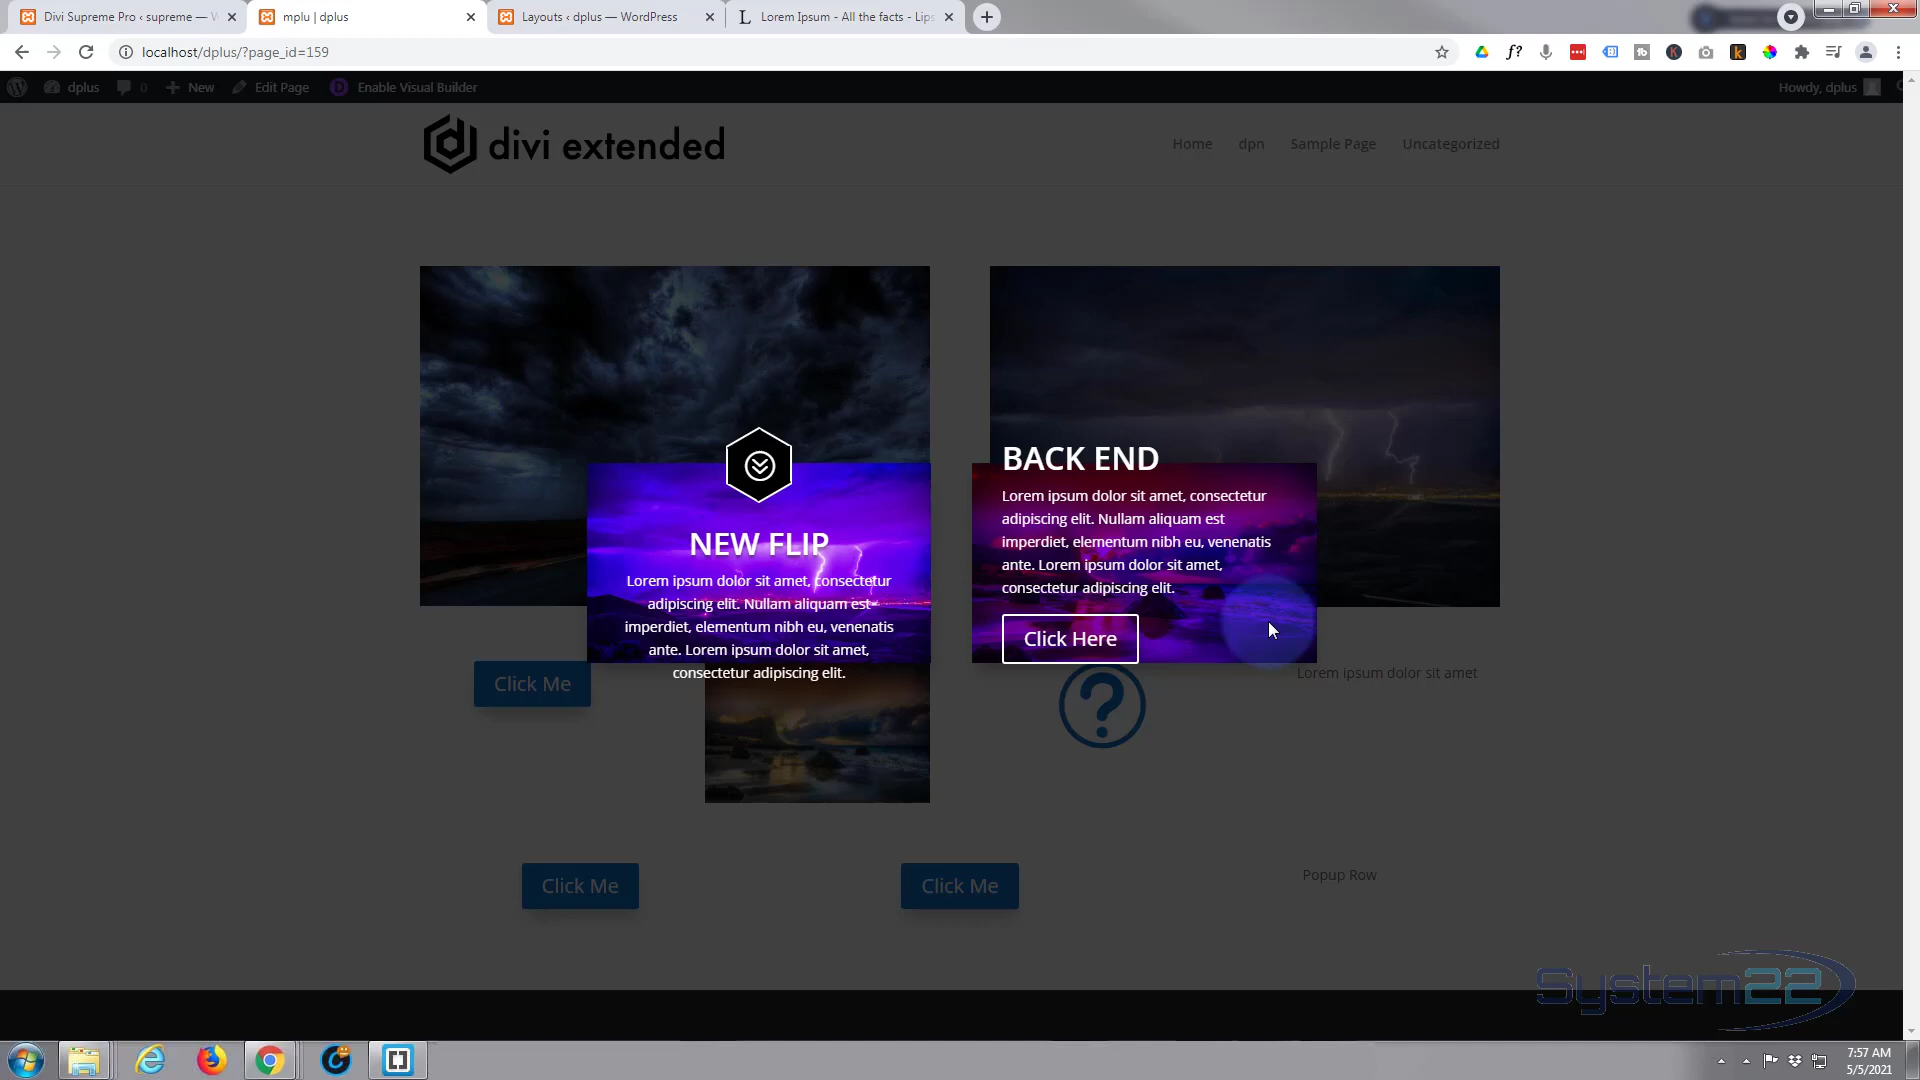 Divi Supreme Pro ‹ supreme — W
mplu | dplus
Layouts ‹ dplus — WordPress
Lorem Ipsum - All the facts - Lips
localhost/dplus/?page_id=159
dplus
0
New
Edit Page
Enable Visual Builder
Howdy, dplus
divi extended
Home
dpn
Sample Page
Uncategorized
NEW FLIP
Lorem ipsum dolor sit amet, consectetur
adipiscing elit. Nullam aliquam est
imperdiet, elementum nibh eu, venenatis
ante. Lorem ipsum dolor sit amet,
consectetur adipiscing elit.
BACK END
Lorem ipsum dolor sit amet, consectetur
adipiscing elit. Nullam aliquam est
imperdiet, elementum nibh eu, venenatis
ante. Lorem ipsum dolor sit amet,
consectetur adipiscing elit.
Click Here
Click Me
Lorem ipsum dolor sit amet
Click Me
Click Me
Popup Row
System22
7:57 AM
5/5/2021